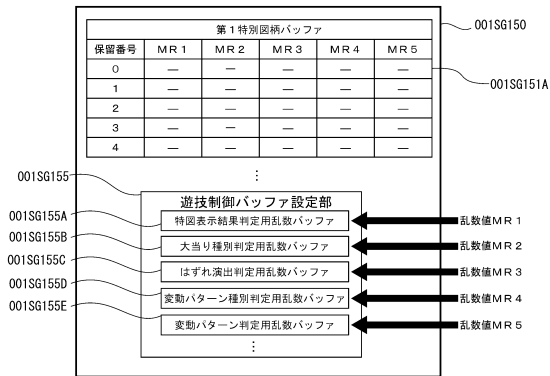 第１特別図柄バッファ
001SG150
保留番号 ＭＲ１ ＭＲ２ ＭＲ３ ＭＲ４ ＭＲ５
0 ― ― ― ― ―
001SG151A
1 ― ― ― ― ―
2 ― ― ― ― ―
3 ― ― ― ― ―
4 ― ― ― ― ―
⋮
001SG155
遊技制御バッファ設定部
001SG155A 特図表示結果判定用乱数バッファ 乱数値ＭＲ１
001SG155B 大当り種別判定用乱数バッファ 乱数値ＭＲ２
001SG155C はずれ演出判定用乱数バッファ 乱数値ＭＲ３
001SG155D 変動パターン種別判定用乱数バッファ 乱数値ＭＲ４
001SG155E 変動パターン判定用乱数バッファ 乱数値ＭＲ５
⋮